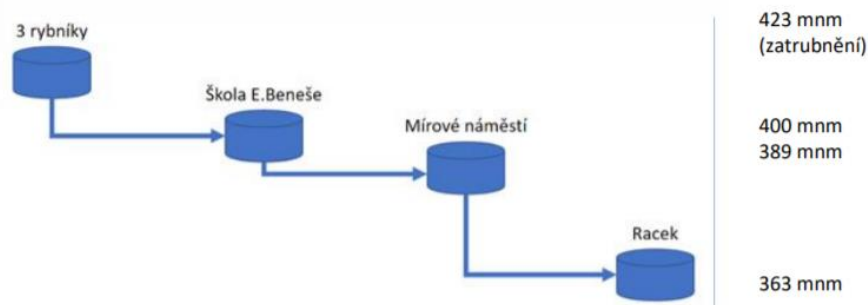 3 rybníky
423 mnm
(zatrubnění)
Škola E.Beneše
400 mnm
Mírové náměstí
389 mnm
Racek
363 mnm